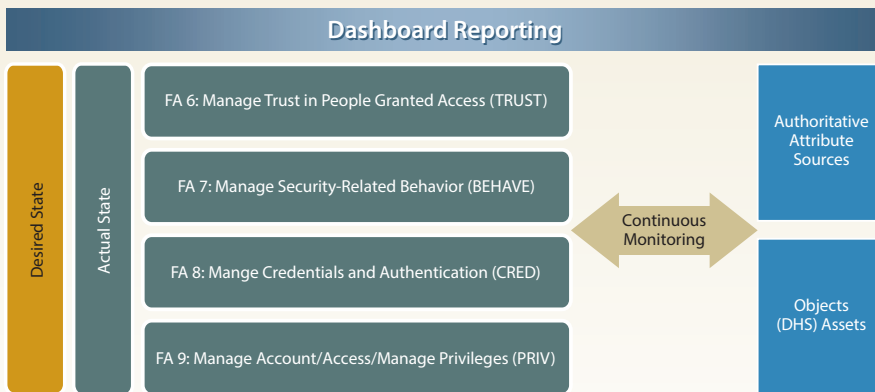 Dashboard Reporting
Desired State
Actual State
FA 6: Manage Trust in People Granted Access (TRUST)
FA 7: Manage Security-Related Behavior (BEHAVE)
FA 8: Mange Credentials and Authentication (CRED)
FA 9: Manage Account/Access/Manage Privileges (PRIV)
Continuous
Monitoring
Authoritative
Attribute
Sources
Objects
(DHS) Assets